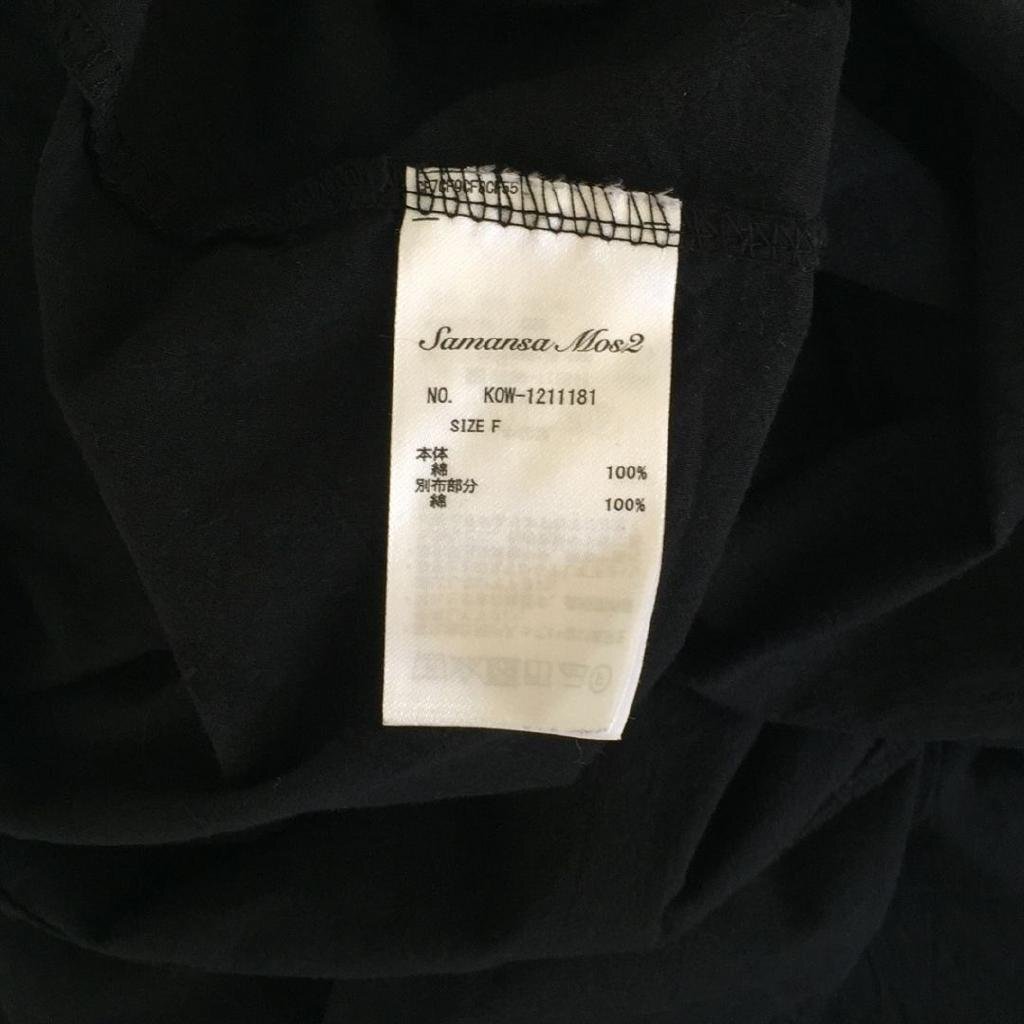 Samansa Mos2
NO. KOW-1211181
SIZE F
本体
綿 100%
別布部分
綿 100%